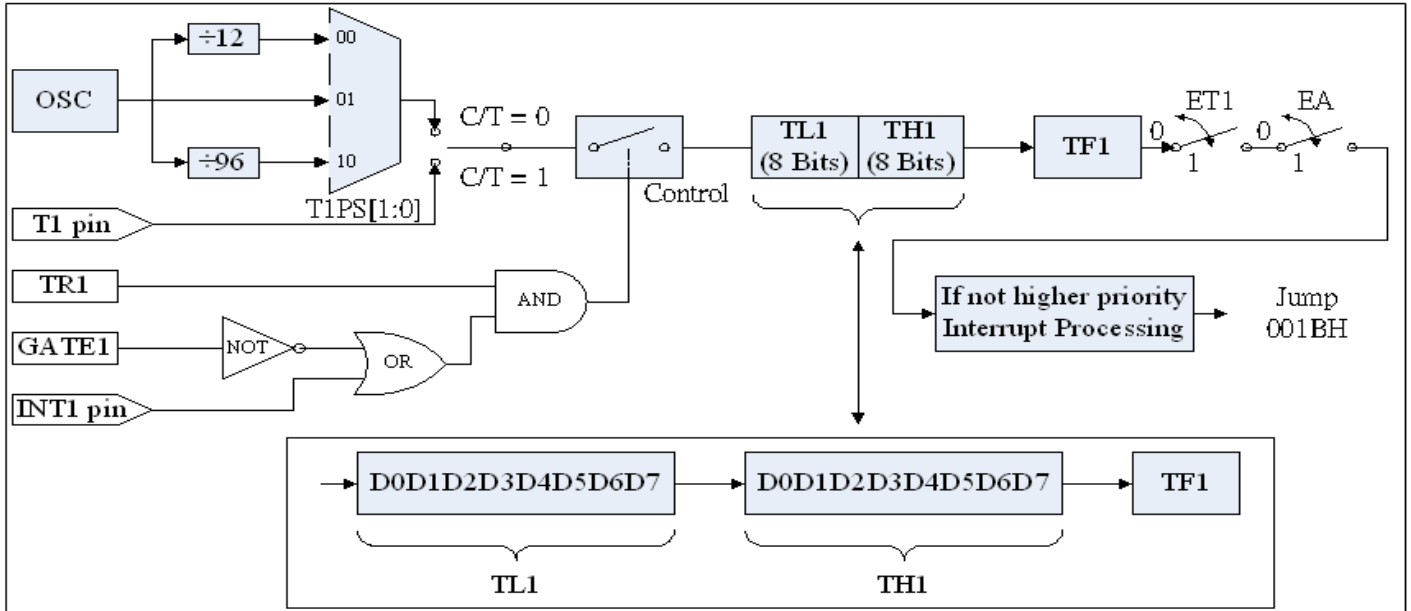 ÷12
00
OSC
01
÷96
10
T1PS[1:0]
C/T = 0
C/T = 1
Control
TL1
(8 Bits)
TH1
(8 Bits)
TF1
0
ET1
1
0
EA
1
T1 pin
TR1
AND
GATE1
NOT
OR
INT1 pin
If not higher priority
Interrupt Processing
Jump
001BH
D0D1D2D3D4D5D6D7
D0D1D2D3D4D5D6D7
TF1
TL1
TH1